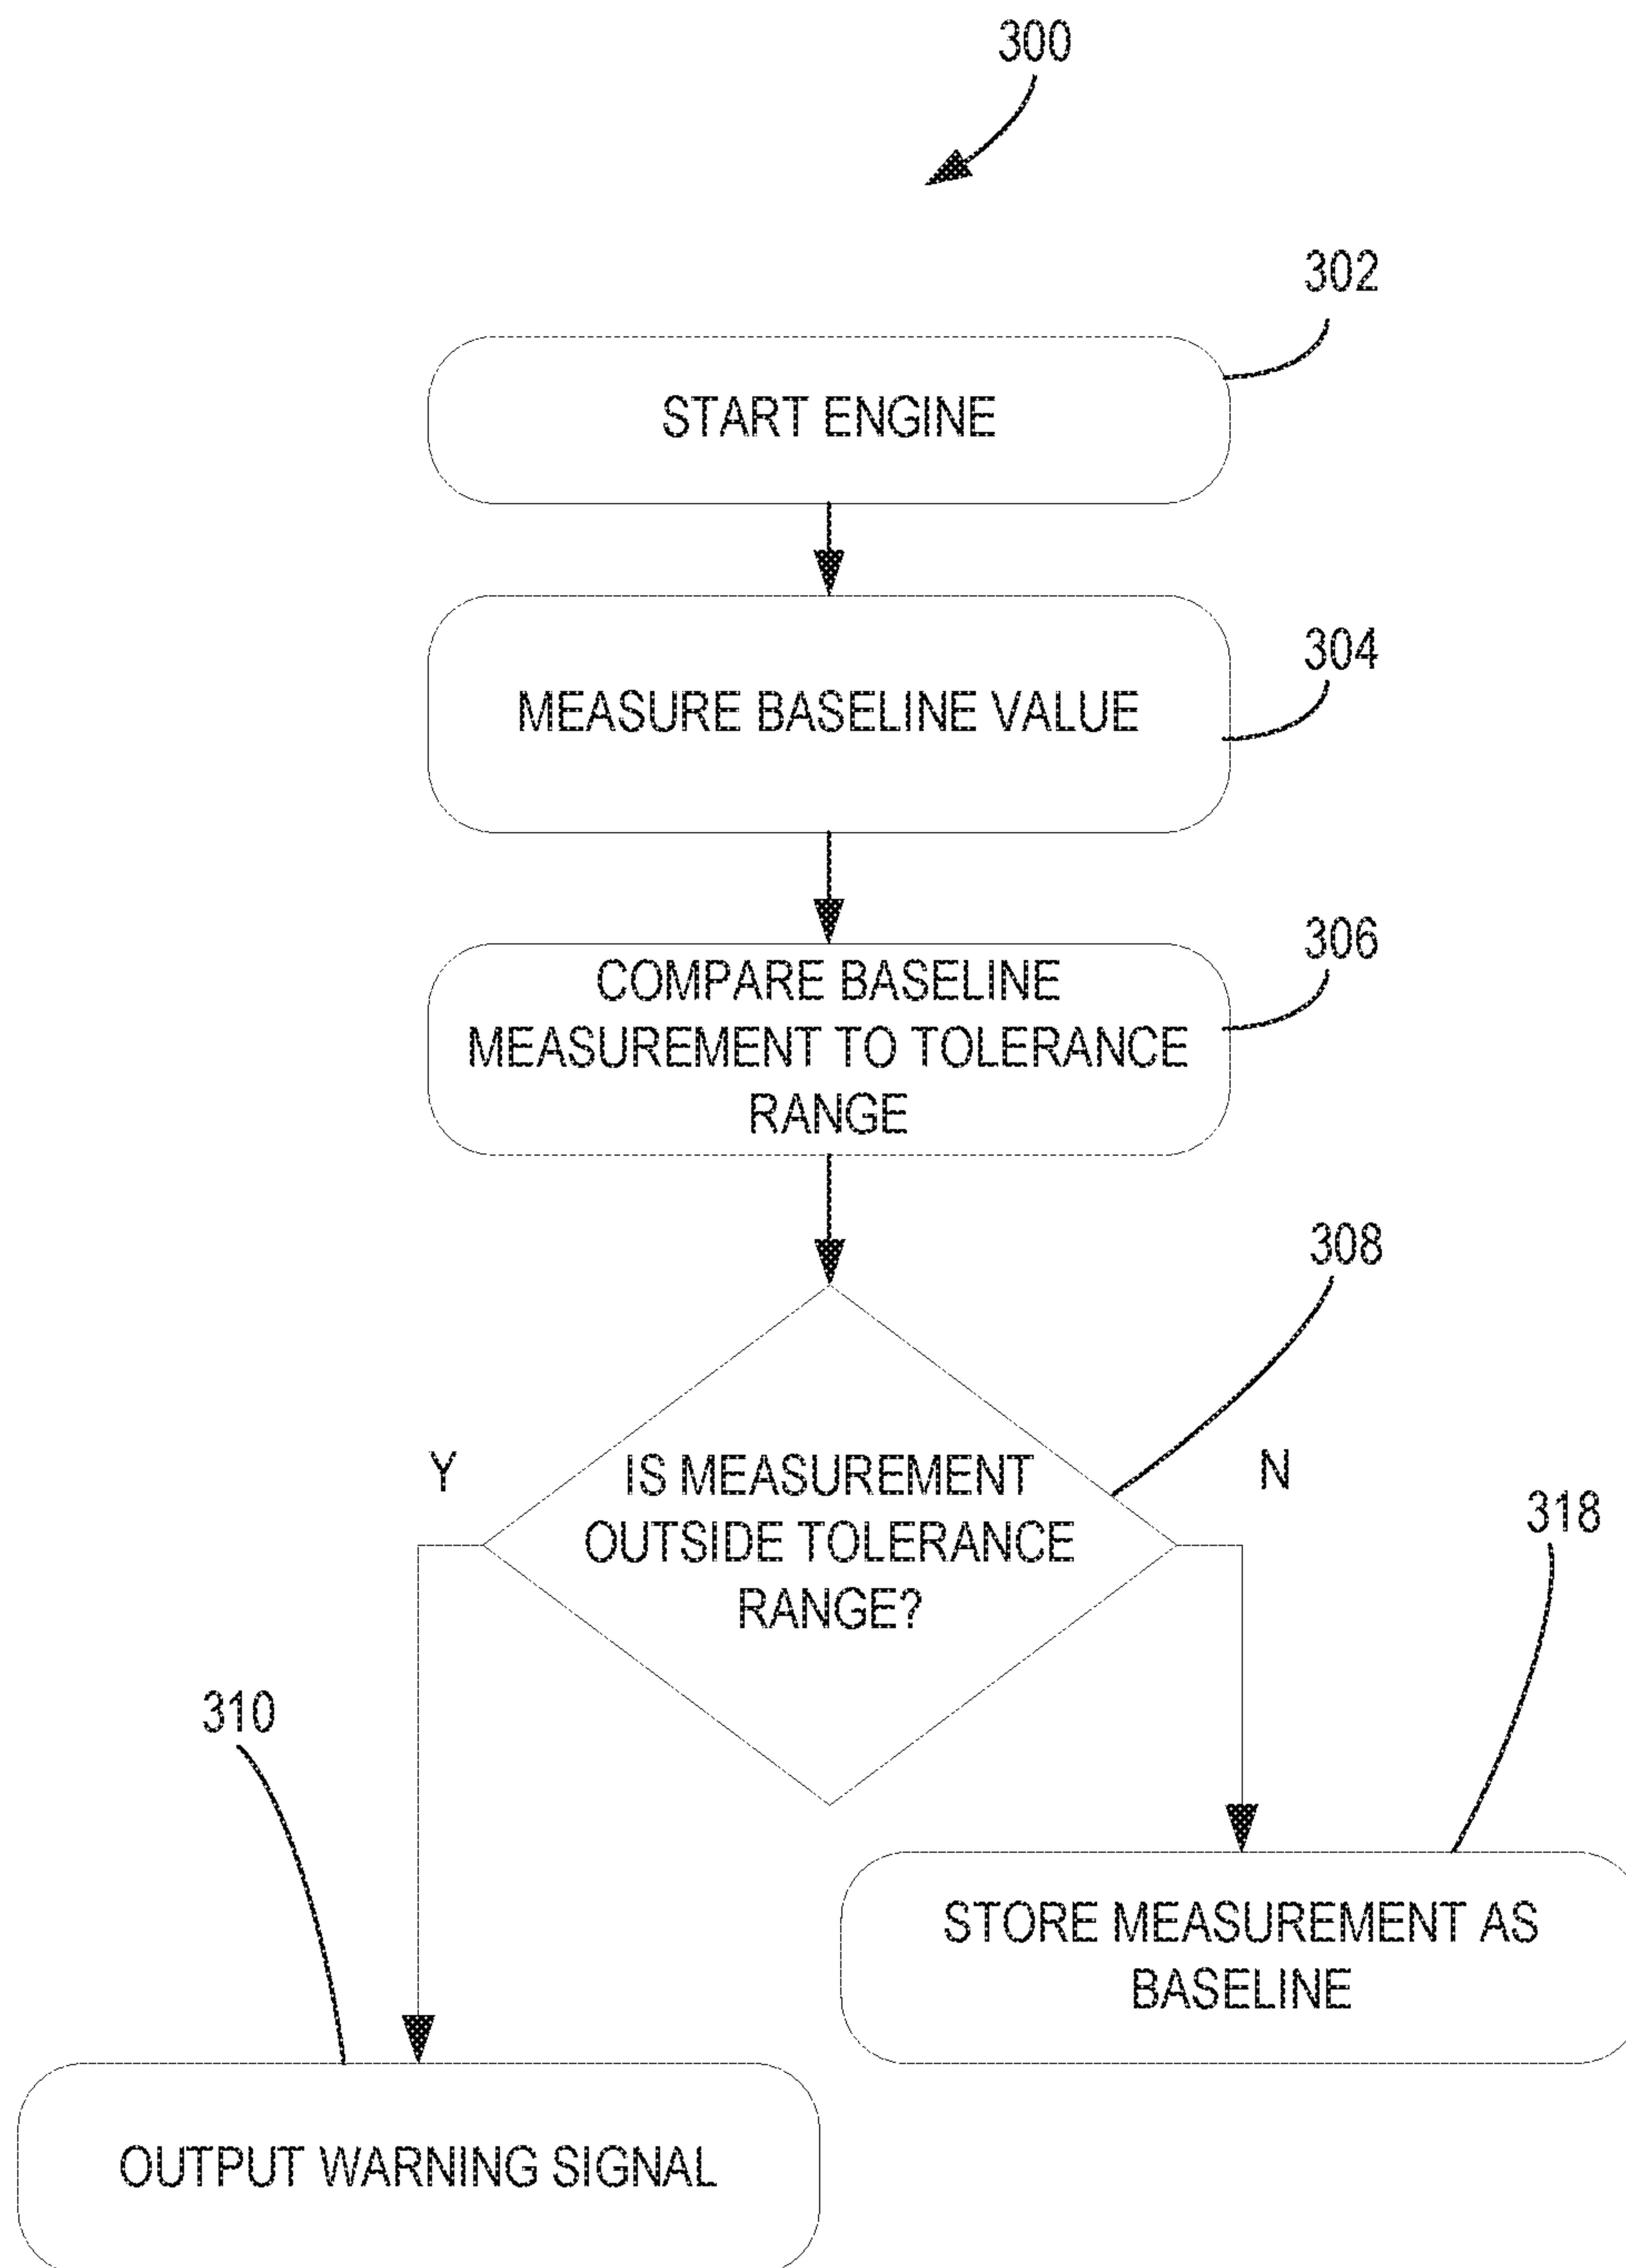 300
302
START ENGINE
304
MEASURE BASELINE VALUE
306
COMPARE BASELINE
MEASUREMENT TO TOLERANCE
RANGE
308
Y
IS MEASUREMENT
OUTSIDE TOLERANCE
RANGE?
N
318
310
STORE MEASUREMENT AS
BASELINE
OUTPUT WARNING SIGNAL